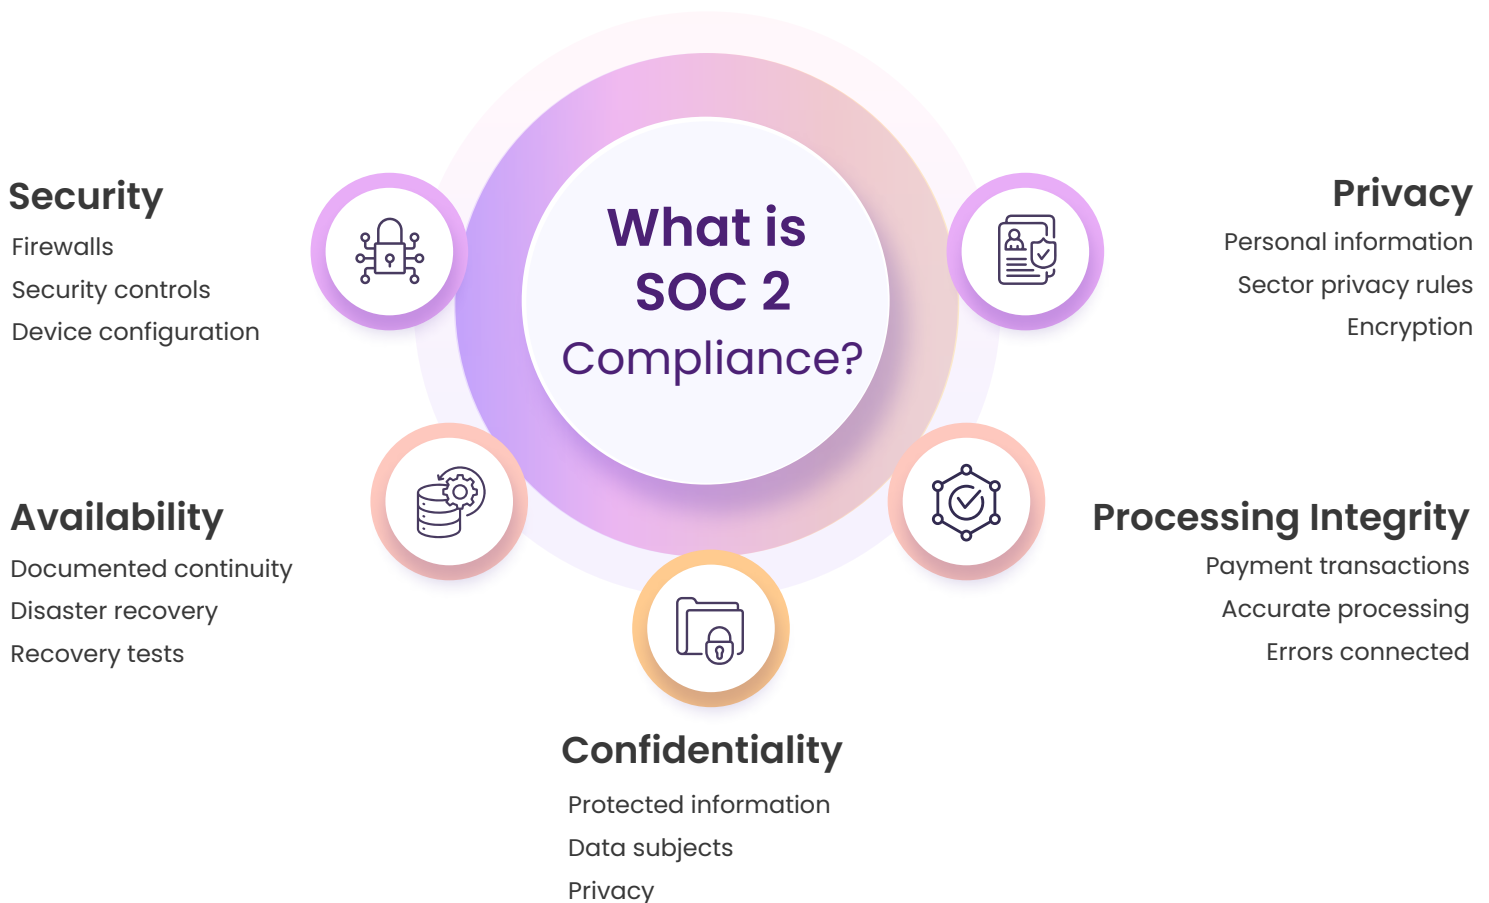 What is
SOC 2
Compliance?
Security
Firewalls
Security controls
Device configuration
Privacy
Personal information
Sector privacy rules
Encryption
Availability
Documented continuity
Disaster recovery
Recovery tests
Processing Integrity
Payment transactions
Accurate processing
Errors connected
Confidentiality
Protected information
Data subjects
Privacy